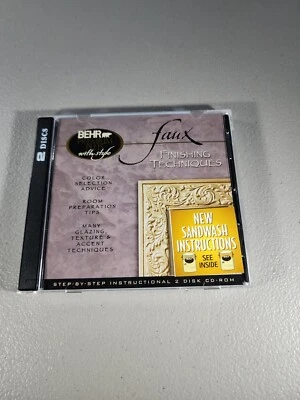 2 DISCS
BEHR
with style
faux
FINISHING
TECHNIQUES
COLOR
SELECTION
ADVICE
ROOM
PREPARATION
TIPS
MANY
GLAZING,
TEXTURE &
ACCENT
TECHNIQUES
NEW
SANDWASH
INSTRUCTIONS
SEE
INSIDE
STEP-BY-STEP INSTRUCTIONAL 2 DISK CD-ROM